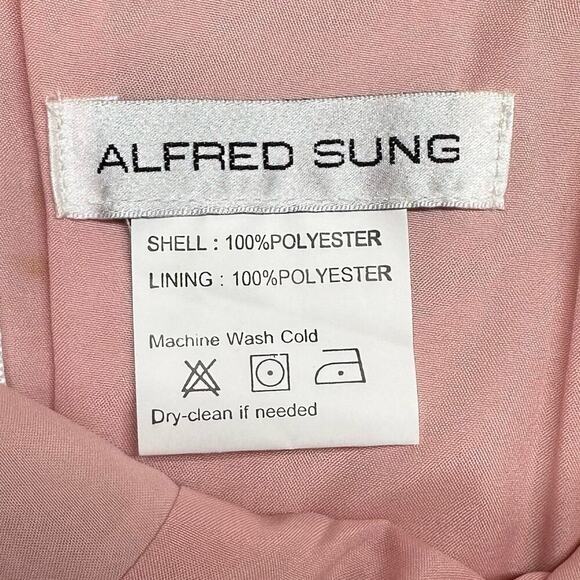 ALFRED SUNG
SHELL : 100%POLYESTER
LINING : 100%POLYESTER
Machine Wash Cold
Dry-clean if needed